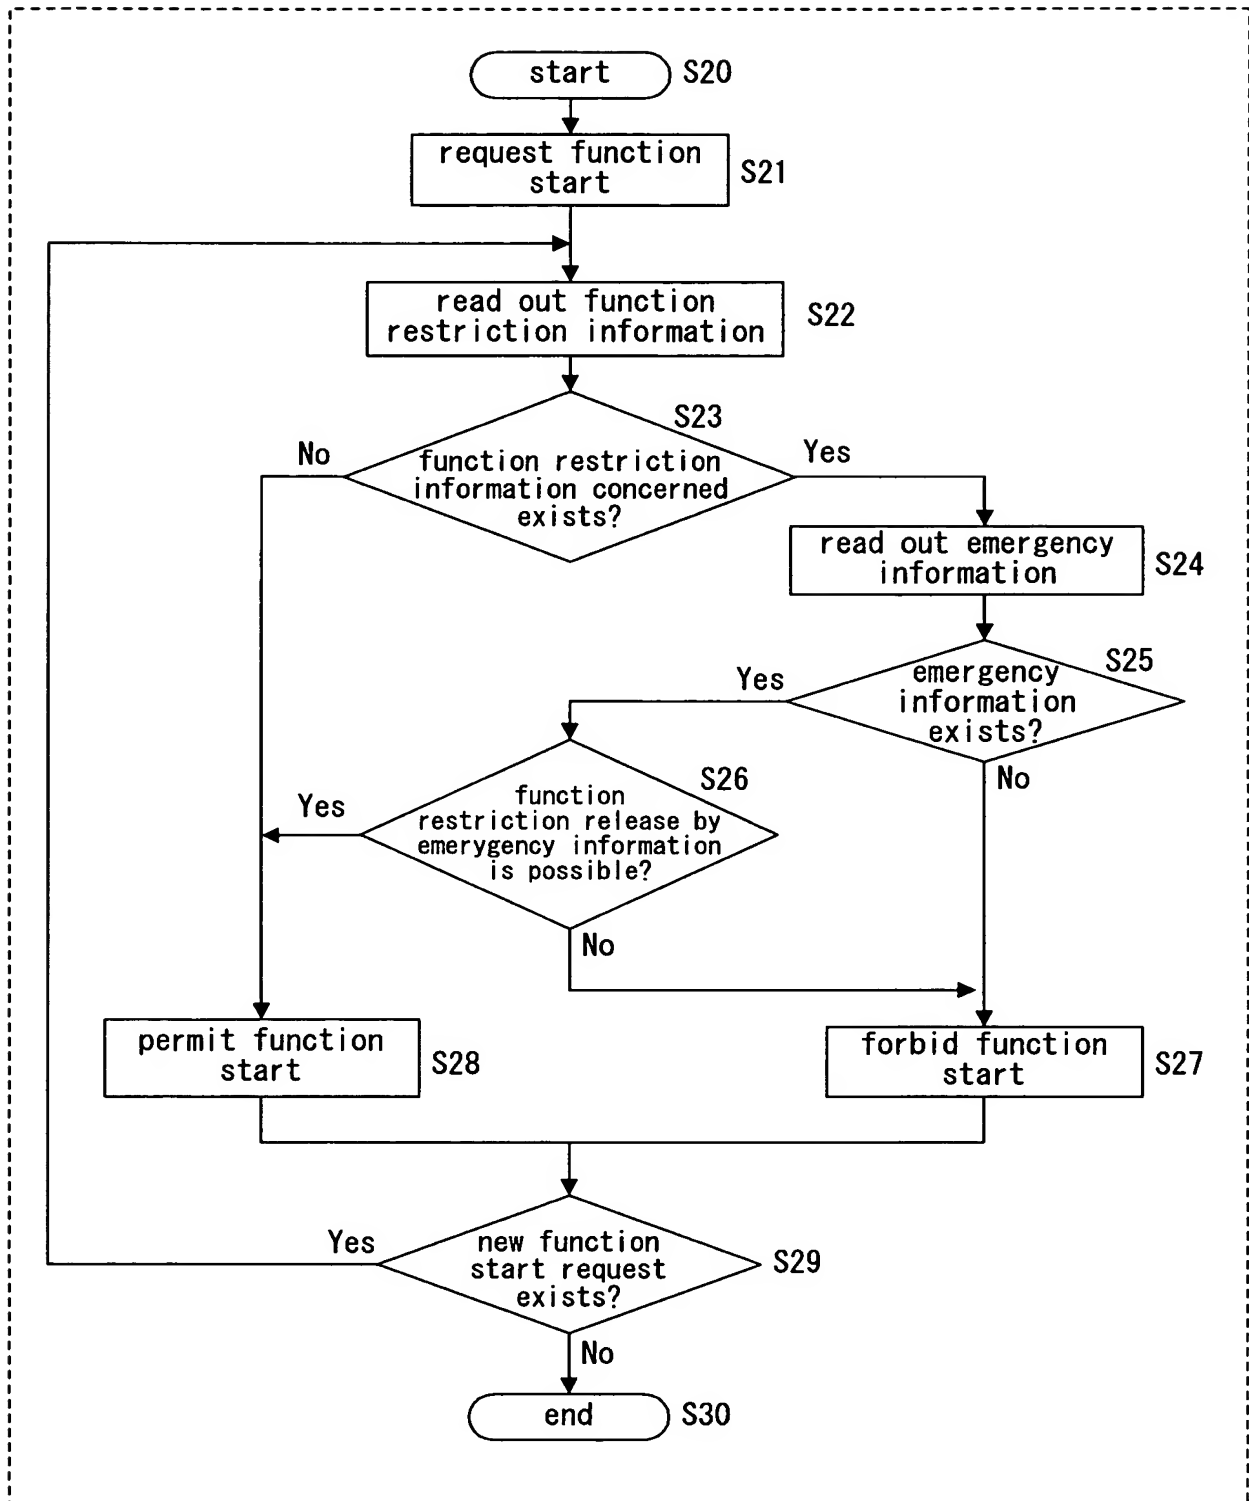 start
S20
request function
start
S21
read out function
restriction information
S22
S23
No
Yes
function restriction
information concerned
exists?
read out emergency
information
S24
S25
Yes
emergency
information
exists?
No
S26
Yes
function
restriction release by
emerygency information
is possible?
No
permit function
start
S28
forbid function
start
S27
Yes
new function
start request
exists?
S29
No
end
S30